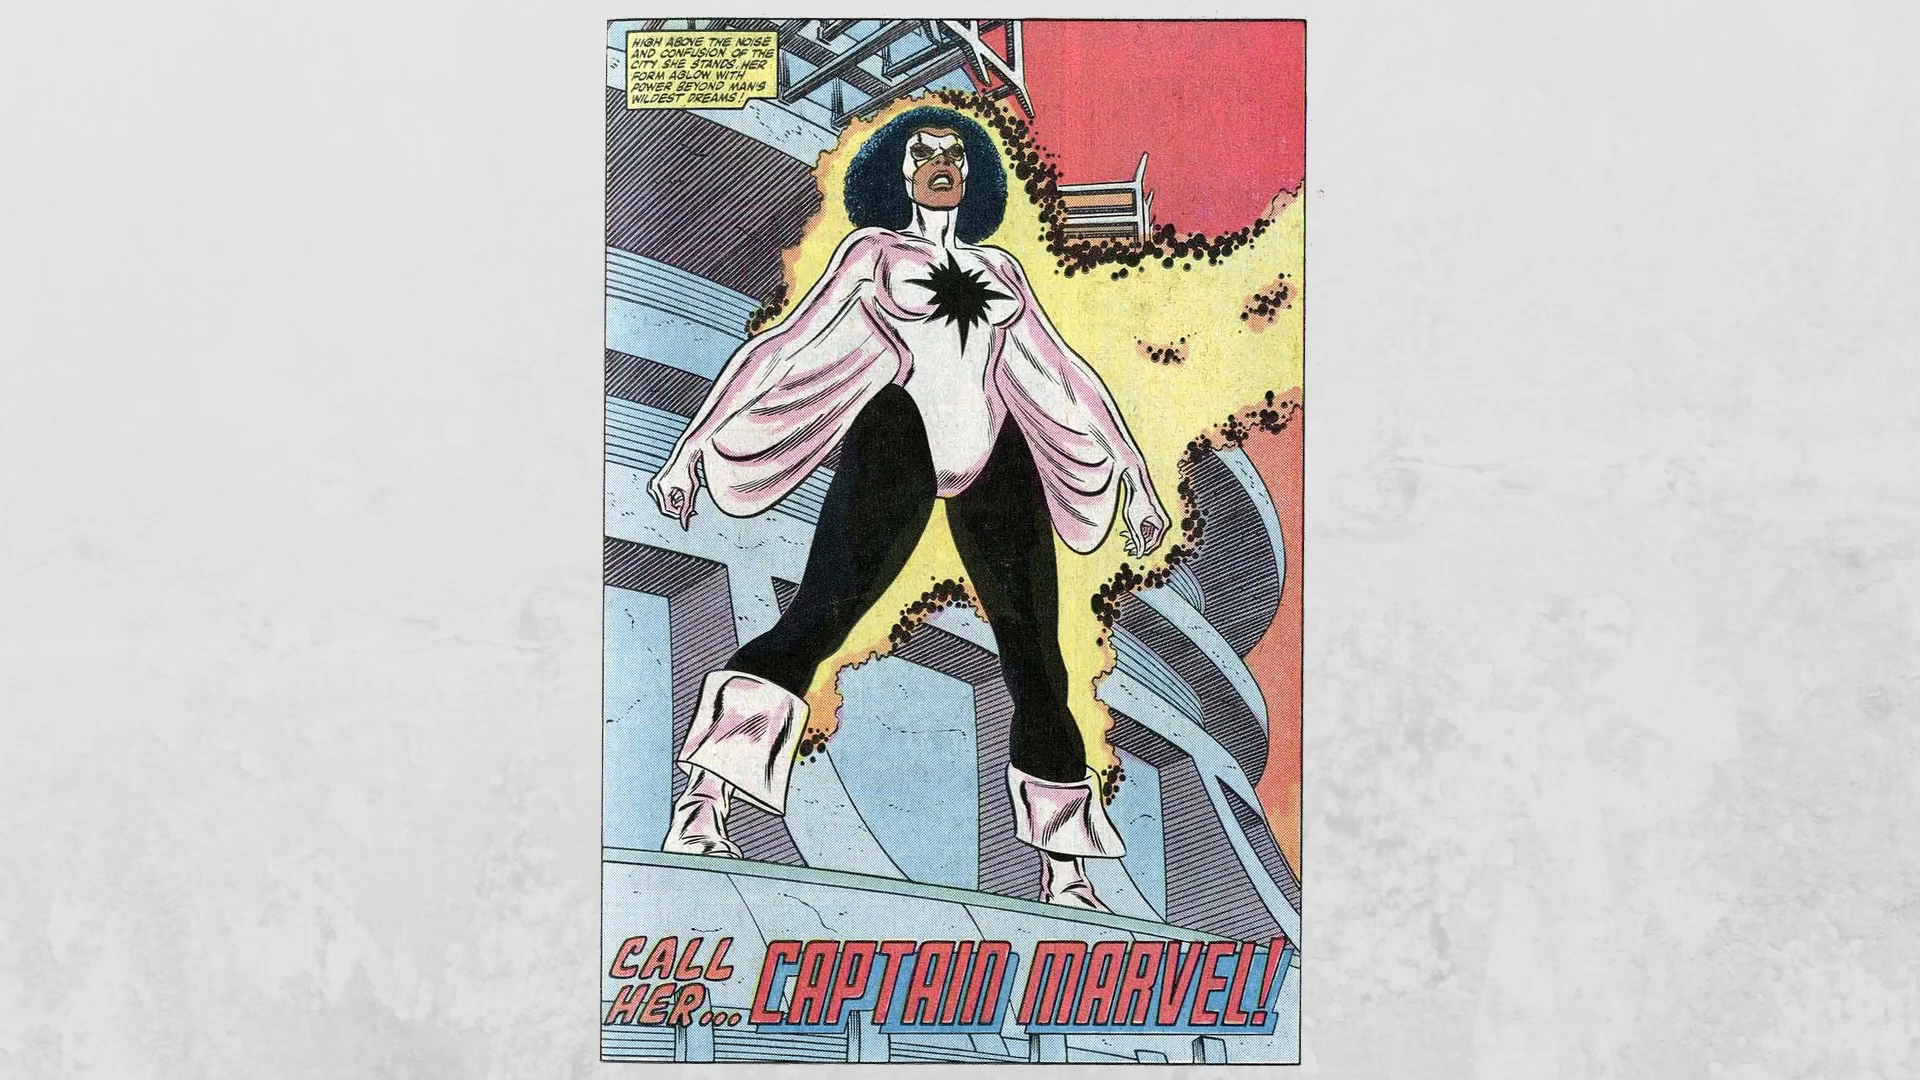 HIGH ABOVE THE NOISE
AND CONFUSION OF THE
CITY SHE STANDS, HER
FORM AGLOW WITH
POWER BEYOND MAN'S
WILDEST DREAMS!
CALL
HER... CAPTAIN MARVEL!